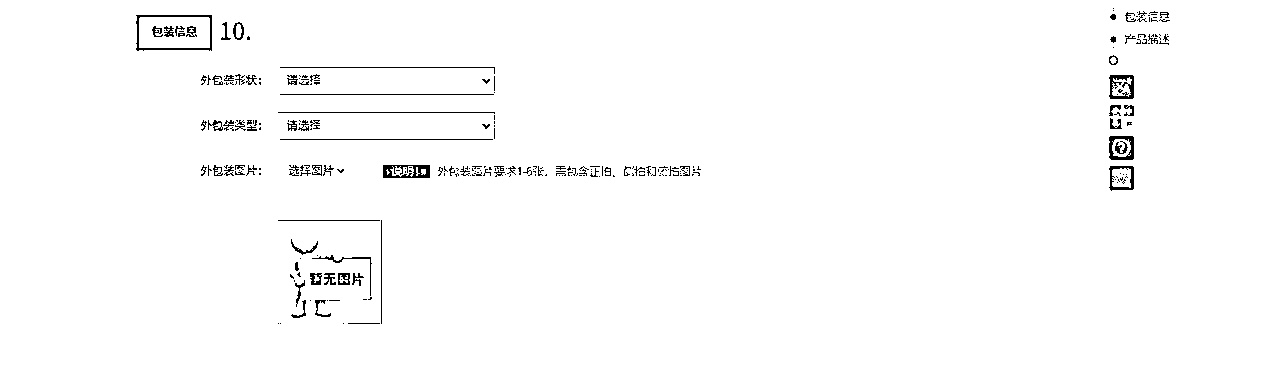 包装信息 10.
外包装形状：
请选择
外包装类型：
请选择
外包装图片：
选择图片
说明！
外包装图片要求1-6张，需包含正拍、侧拍和俯拍图片
暂无图片
包装信息
产品描述